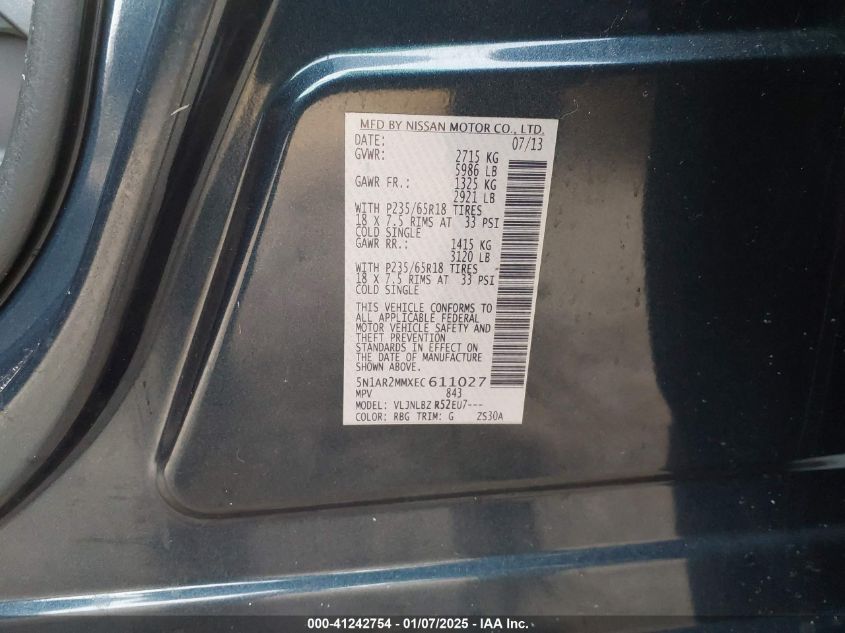 MFD BY NISSAN MOTOR CO., LTD.
DATE: 07/13
GVWR: 2715 KG
5986 LB
GAWR FR.: 1325 KG
2921 LB
WITH P235/65R18 TIRES
18 X 7.5 RIMS AT 33 PSI
COLD SINGLE
GAWR RR.: 1415 KG
3120 LB
WITH P235/65R18 TIRES
18 X 7.5 RIMS AT 33 PSI
COLD SINGLE
THIS VEHICLE CONFORMS TO
ALL APPLICABLE FEDERAL
MOTOR VEHICLE SAFETY AND
THEFT PREVENTION
STANDARDS IN EFFECT ON
THE DATE OF MANUFACTURE
SHOWN ABOVE.
5N1AR2MMXEC611027
MPV 843
MODEL: VLJNLBZ R52EU7---
COLOR: RBG TRIM: G ZS30A
000-41242754 - 01/07/2025 - IAA Inc.